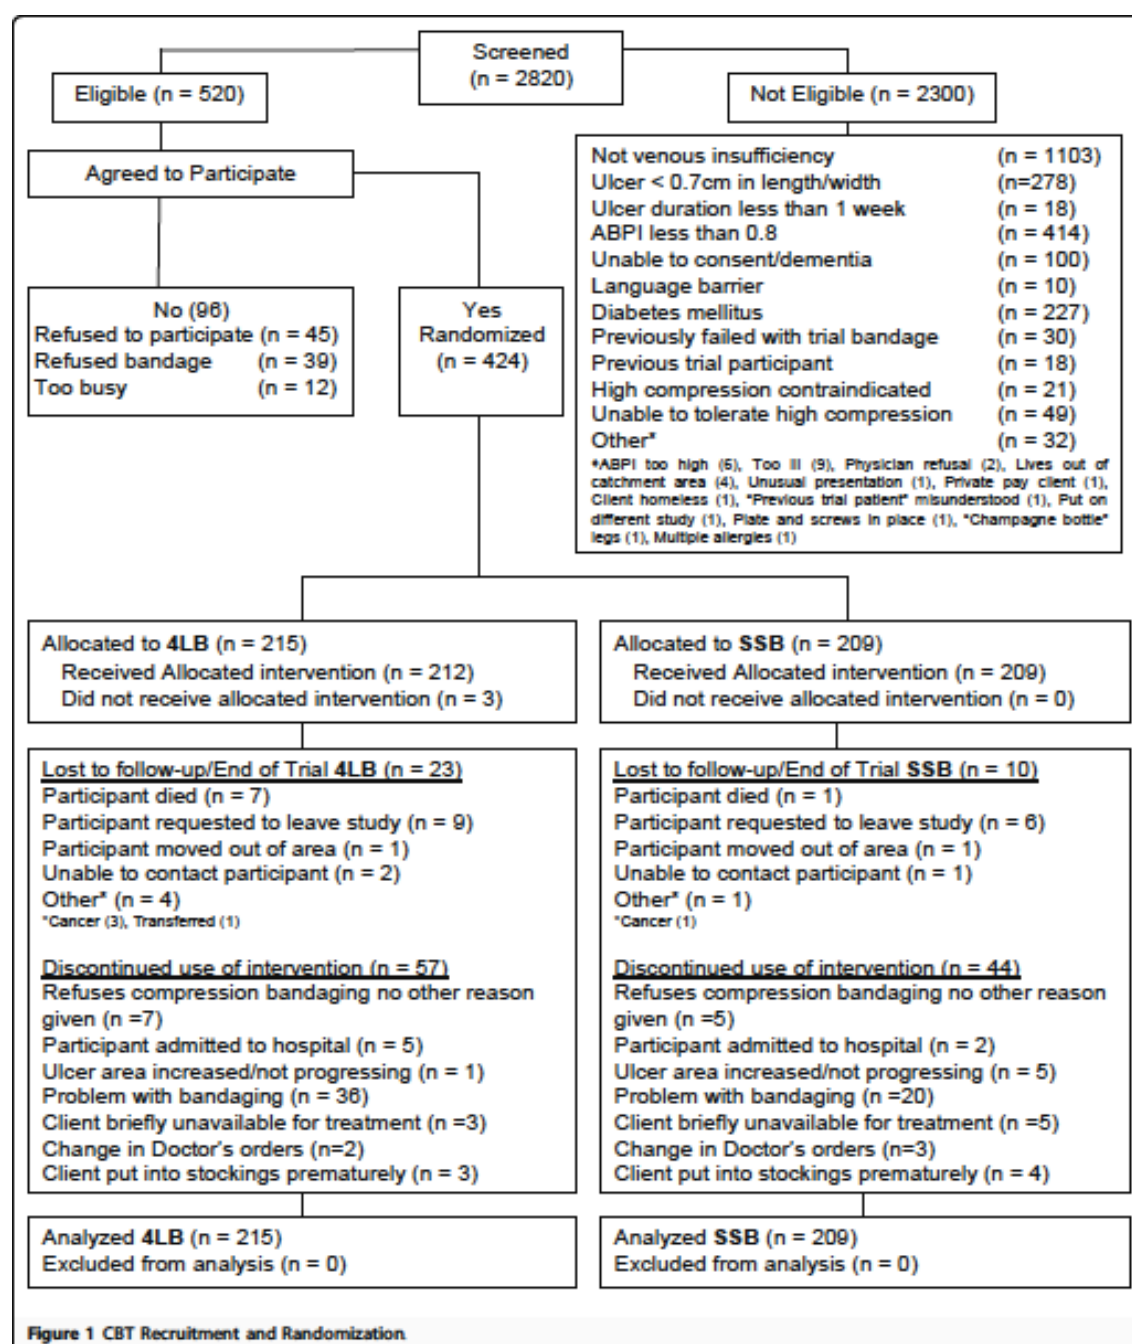 Screened
(n = 2820)
Eligible (n = 520)
Not Eligible (n = 2300)
Agreed to Participate
No (96)
Refused to participate (n = 45)
Refused bandage (n = 39)
Too busy (n = 12)
Yes
Randomized
(n = 424)
Not venous insufficiency (n = 1103)
Ulcer < 0.7cm in length/width (n=278)
Ulcer duration less than 1 week (n = 18)
ABPI less than 0.8 (n = 414)
Unable to consent/dementia (n = 100)
Language barrier (n = 10)
Diabetes mellitus (n = 227)
Previously failed with trial bandage (n = 30)
Previous trial participant (n = 18)
High compression contraindicated (n = 21)
Unable to tolerate high compression (n = 49)
Other* (n = 32)
*ABPI too high (6), Too ill (9), Physician refusal (2), Lives out of
catchment area (4), Unusual presentation (1), Private pay client (1),
Client homeless (1), "Previous trial patient" misunderstood (1), Put on
different study (1), Plate and screws in place (1), "Champagne bottle"
legs (1), Multiple allergies (1)
Allocated to 4LB (n = 215)
Received Allocated intervention (n = 212)
Did not receive allocated intervention (n = 3)
Allocated to SSB (n = 209)
Received Allocated intervention (n = 209)
Did not receive allocated intervention (n = 0)
Lost to follow-up/End of Trial 4LB (n = 23)
Participant died (n = 7)
Participant requested to leave study (n = 9)
Participant moved out of area (n = 1)
Unable to contact participant (n = 2)
Other* (n = 4)
*Cancer (3), Transferred (1)
Discontinued use of intervention (n = 57)
Refuses compression bandaging no other reason
given (n =7)
Participant admitted to hospital (n = 5)
Ulcer area increased/not progressing (n = 1)
Problem with bandaging (n = 36)
Client briefly unavailable for treatment (n =3)
Change in Doctor's orders (n=2)
Client put into stockings prematurely (n = 3)
Lost to follow-up/End of Trial SSB (n = 10)
Participant died (n = 1)
Participant requested to leave study (n = 6)
Participant moved out of area (n = 1)
Unable to contact participant (n = 1)
Other* (n = 1)
*Cancer (1)
Discontinued use of intervention (n = 44)
Refuses compression bandaging no other reason
given (n =5)
Participant admitted to hospital (n = 2)
Ulcer area increased/not progressing (n = 5)
Problem with bandaging (n =20)
Client briefly unavailable for treatment (n =5)
Change in Doctor's orders (n=3)
Client put into stockings prematurely (n = 4)
Analyzed 4LB (n = 215)
Excluded from analysis (n = 0)
Analyzed SSB (n = 209)
Excluded from analysis (n = 0)
Figure 1 CBT Recruitment and Randomization.